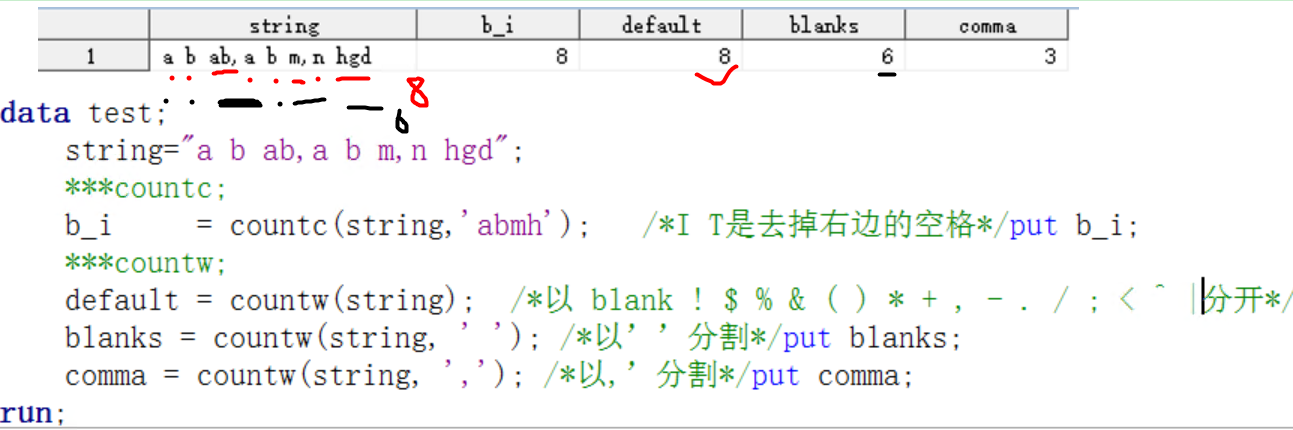 string b_i default blanks comma
1 a b ab,a b m,n hgd 8 8 6 3
8
6
data test;
string="a b ab,a b m,n hgd";
***countc;
b_i = countc(string,'abmh'); /*I T是去掉右边的空格*/put b_i;
***countw;
default = countw(string); /*以 blank ! $ % & ( ) * + , - . / ; < ^ |分开*/
blanks = countw(string, ' '); /*以’ ’分割*/put blanks;
comma = countw(string, ','); /*以,’分割*/put comma;
run;